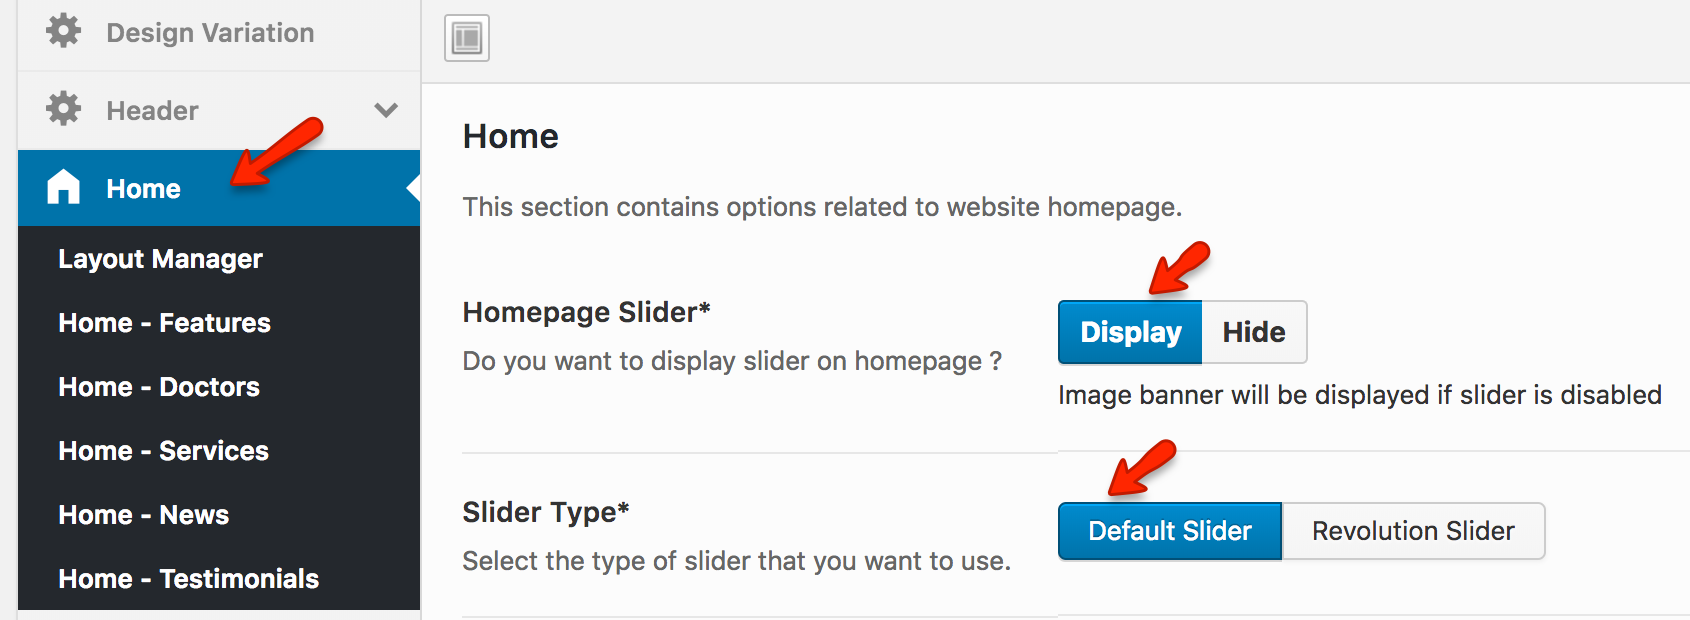 Design Variation
Header
Home
Layout Manager
Home - Features
Home - Doctors
Home - Services
Home - News
Home - Testimonials
Home
This section contains options related to website homepage.
Homepage Slider*
Do you want to display slider on homepage ?
Display Hide
Image banner will be displayed if slider is disabled
Slider Type*
Select the type of slider that you want to use.
Default Slider Revolution Slider